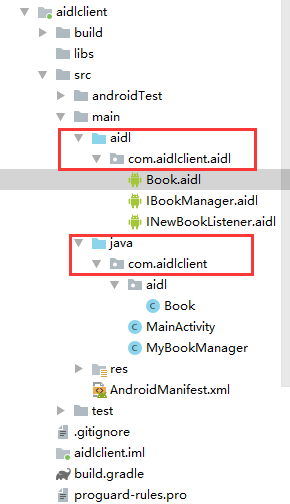 aidlclient
build
libs
src
androidTest
main
aidl
com.aidlclient.aidl
Book.aidl
IBookManager.aidl
INewBookListener.aidl
java
com.aidlclient
aidl
Book
MainActivity
MyBookManager
res
AndroidManifest.xml
test
.gitignore
aidlclient.iml
build.gradle
proguard-rules.pro